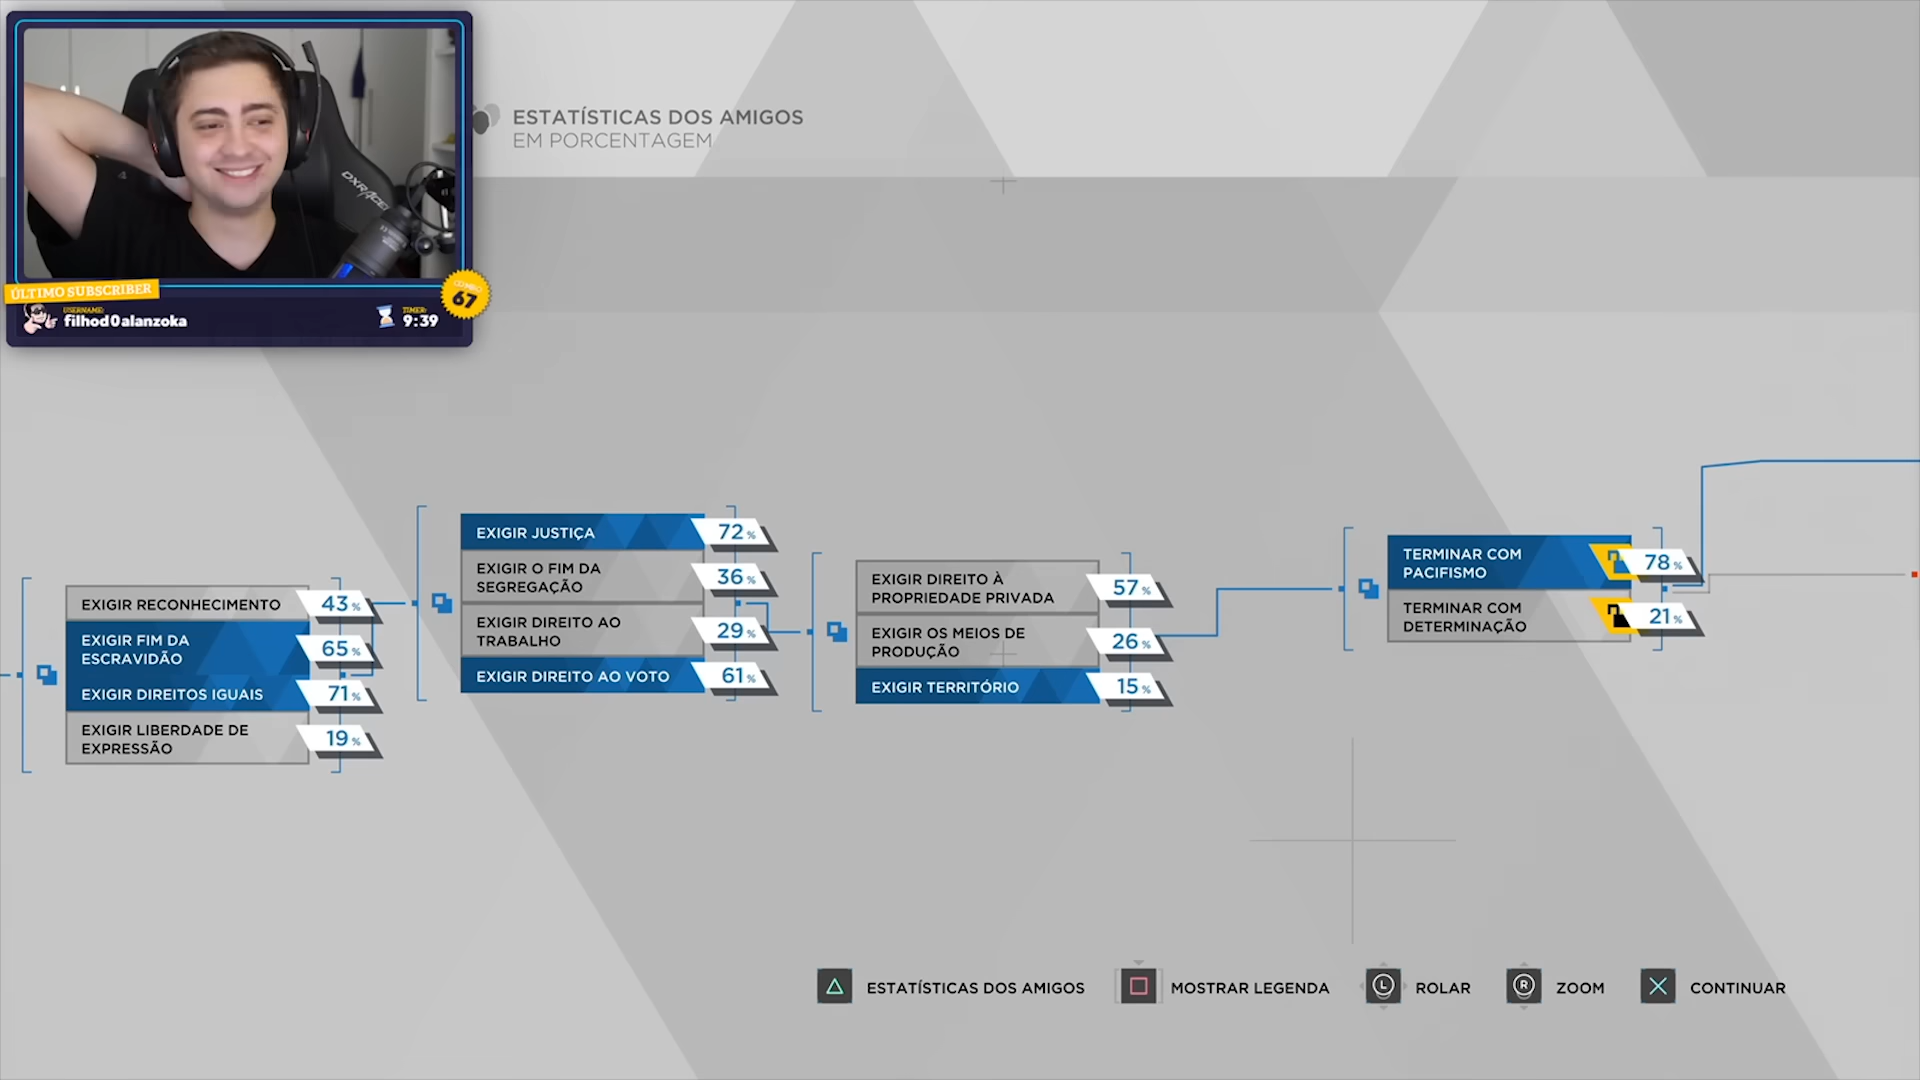 ESTATÍSTICAS DOS AMIGOS
EM PORCENTAGEM
DXRACER
ÚLTIMO SUBSCRIBER
USERNAME:
filhod0alanzoka
TIMER:
9:39
COMBO
67
EXIGIR RECONHECIMENTO 43%
EXIGIR FIM DA
ESCRAVIDÃO 65%
EXIGIR DIREITOS IGUAIS 71%
EXIGIR LIBERDADE DE
EXPRESSÃO 19%
EXIGIR JUSTIÇA 72%
EXIGIR O FIM DA
SEGREGAÇÃO 36%
EXIGIR DIREITO AO
TRABALHO 29%
EXIGIR DIREITO AO VOTO 61%
EXIGIR DIREITO À
PROPRIEDADE PRIVADA 57%
EXIGIR OS MEIOS DE
PRODUÇÃO 26%
EXIGIR TERRITÓRIO 15%
TERMINAR COM
PACIFISMO 78%
TERMINAR COM
DETERMINAÇÃO 21%
ESTATÍSTICAS DOS AMIGOS
MOSTRAR LEGENDA
L ROLAR
R ZOOM
CONTINUAR